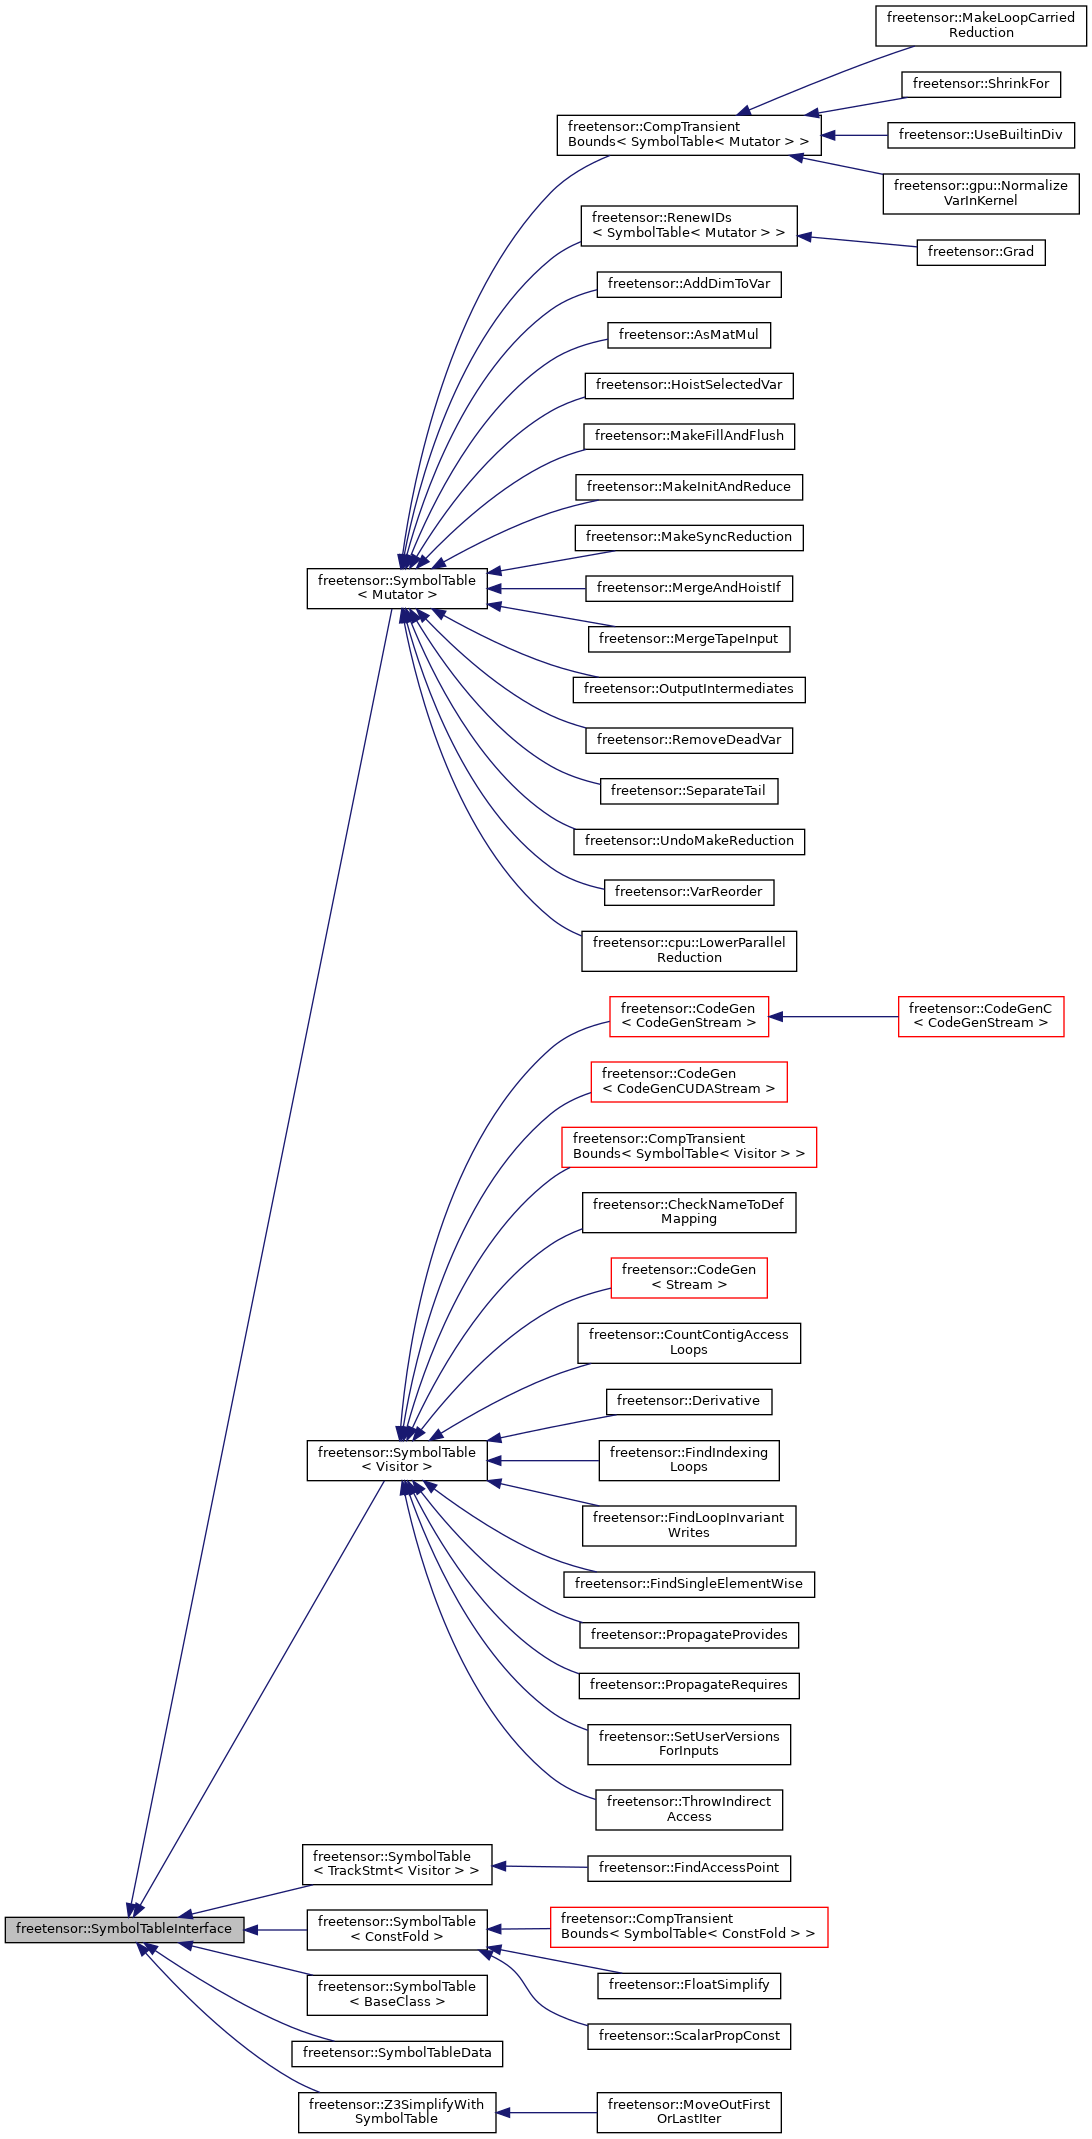 freetensor::MakeLoopCarried
Reduction
freetensor::ShrinkFor
freetensor::CompTransient
Bounds< SymbolTable< Mutator > >
freetensor::UseBuiltinDiv
freetensor::gpu::Normalize
VarInKernel
freetensor::RenewIDs
< SymbolTable< Mutator > >
freetensor::Grad
freetensor::AddDimToVar
freetensor::AsMatMul
freetensor::HoistSelectedVar
freetensor::MakeFillAndFlush
freetensor::MakeInitAndReduce
freetensor::MakeSyncReduction
freetensor::SymbolTable
< Mutator >
freetensor::MergeAndHoistIf
freetensor::MergeTapeInput
freetensor::OutputIntermediates
freetensor::RemoveDeadVar
freetensor::SeparateTail
freetensor::UndoMakeReduction
freetensor::VarReorder
freetensor::cpu::LowerParallel
Reduction
freetensor::CodeGen
< CodeGenStream >
freetensor::CodeGenC
< CodeGenStream >
freetensor::CodeGen
< CodeGenCUDAStream >
freetensor::CompTransient
Bounds< SymbolTable< Visitor > >
freetensor::CheckNameToDef
Mapping
freetensor::CodeGen
< Stream >
freetensor::CountContigAccess
Loops
freetensor::Derivative
freetensor::SymbolTable
< Visitor >
freetensor::FindIndexing
Loops
freetensor::FindLoopInvariant
Writes
freetensor::FindSingleElementWise
freetensor::PropagateProvides
freetensor::PropagateRequires
freetensor::SetUserVersions
ForInputs
freetensor::ThrowIndirect
Access
freetensor::SymbolTable
< TrackStmt< Visitor > >
freetensor::FindAccessPoint
freetensor::SymbolTableInterface
freetensor::SymbolTable
< ConstFold >
freetensor::CompTransient
Bounds< SymbolTable< ConstFold > >
freetensor::FloatSimplify
freetensor::SymbolTable
< BaseClass >
freetensor::ScalarPropConst
freetensor::SymbolTableData
freetensor::Z3SimplifyWith
SymbolTable
freetensor::MoveOutFirst
OrLastIter